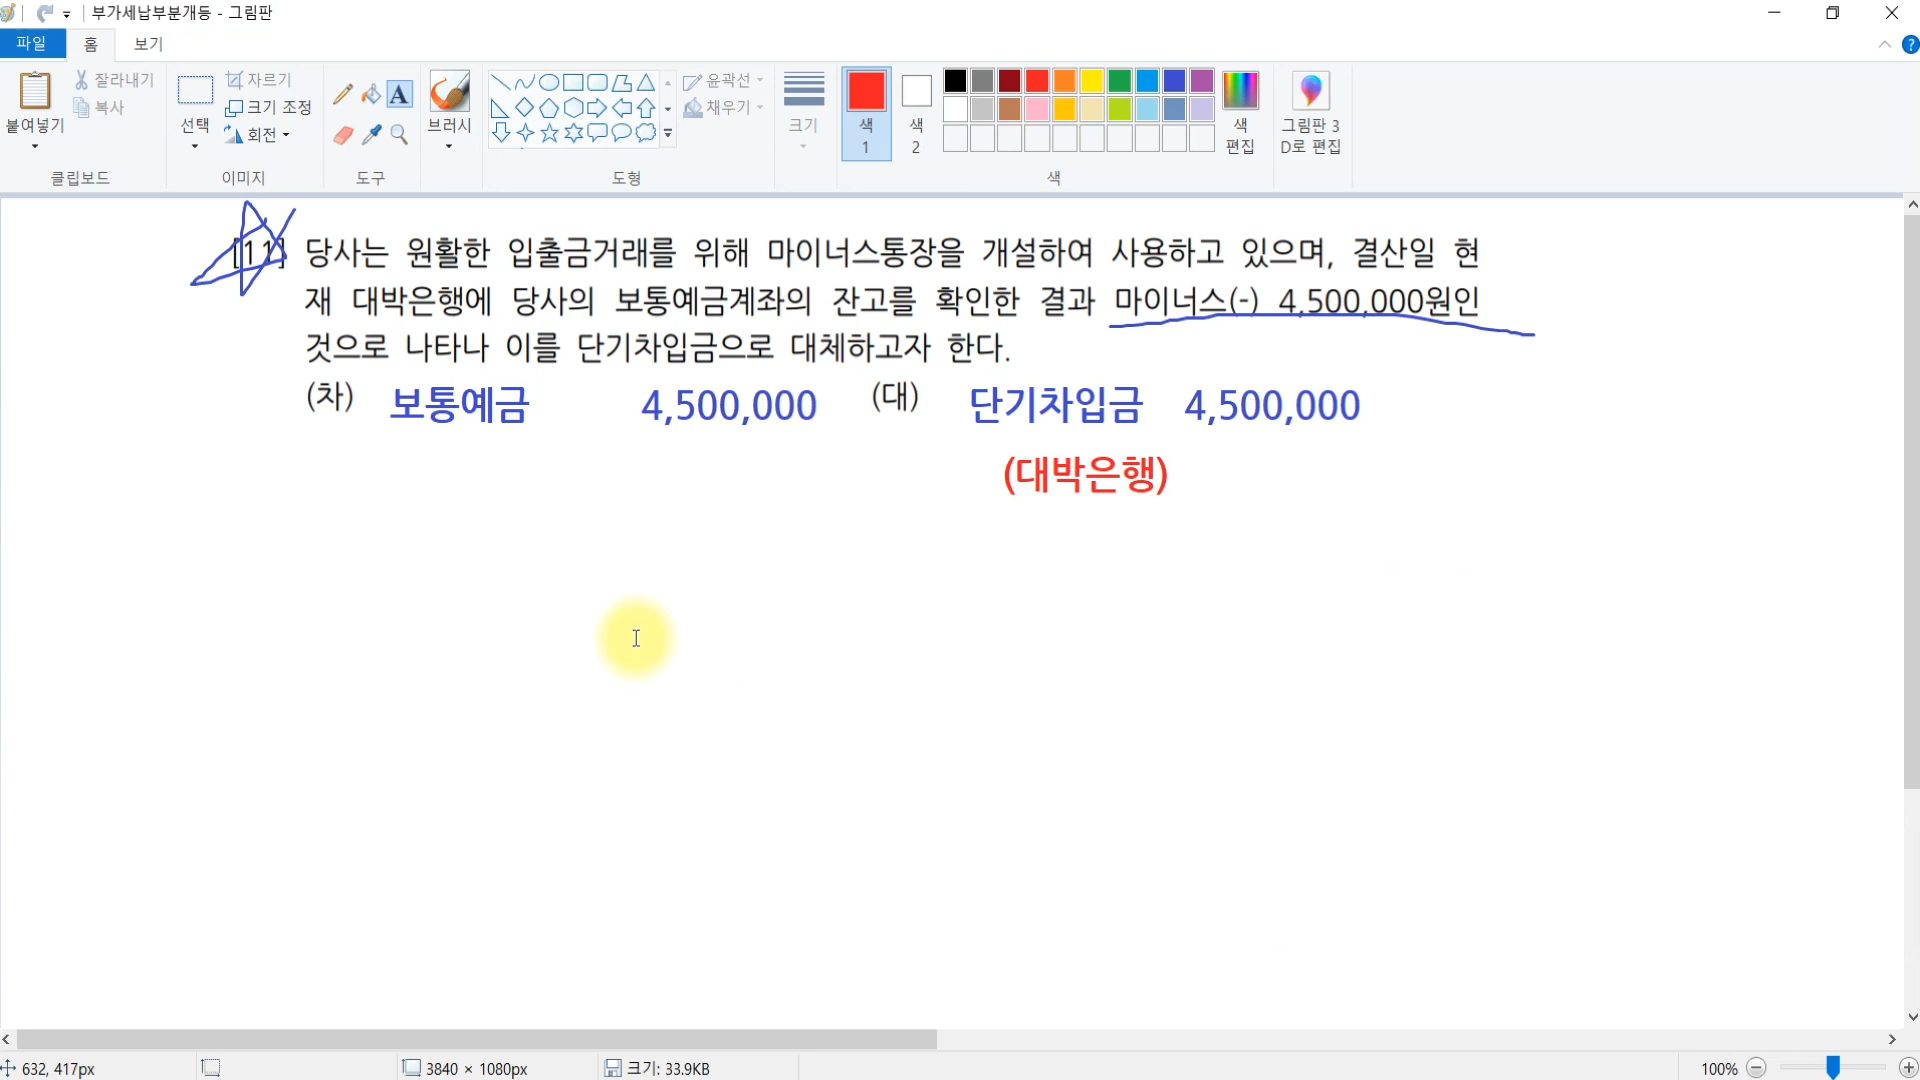 부가세납부분개등 - 그림판
파일 홈 보기
붙여넣기 잘라내기 복사 클립보드
선택 자르기 크기 조정 회전 이미지
도구
브러시
윤곽선 채우기 도형
크기
색 1 색 2 색 편집 색
그림판 3D로 편집
[11] 당사는 원활한 입출금거래를 위해 마이너스통장을 개설하여 사용하고 있으며, 결산일 현
재 대박은행에 당사의 보통예금계좌의 잔고를 확인한 결과 마이너스(-) 4,500,000원인
것으로 나타나 이를 단기차입금으로 대체하고자 한다.
(차) 보통예금 4,500,000 (대) 단기차입금 4,500,000
(대박은행)
632, 417px 3840 × 1080px 크기: 33.9KB 100%